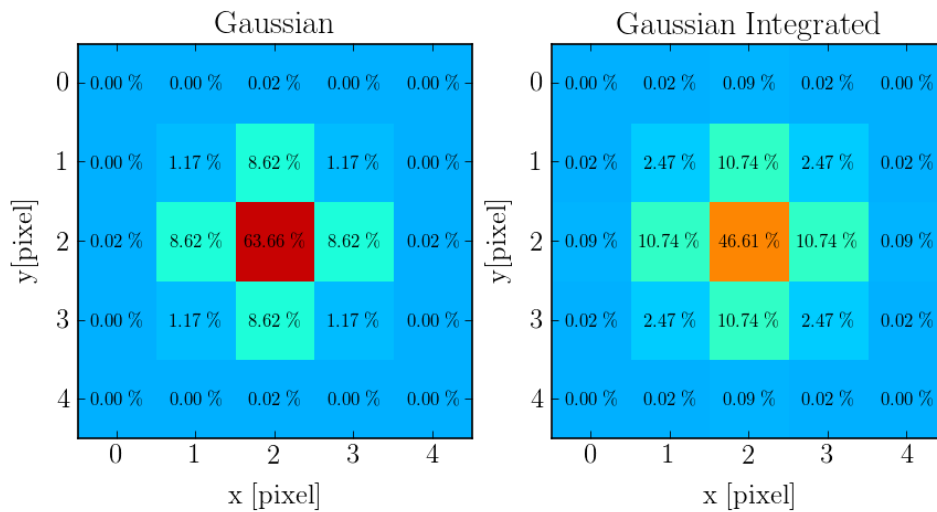 Gaussian
0 0.00 % 0.00 % 0.02 % 0.00 % 0.00 %
1 0.00 % 1.17 % 8.62 % 1.17 % 0.00 %
2 0.02 % 8.62 % 63.66 % 8.62 % 0.02 %
3 0.00 % 1.17 % 8.62 % 1.17 % 0.00 %
4 0.00 % 0.00 % 0.02 % 0.00 % 0.00 %
0 1 2 3 4
x [pixel]
y[pixel]
Gaussian Integrated
0 0.00 % 0.02 % 0.09 % 0.02 % 0.00 %
1 0.02 % 2.47 % 10.74 % 2.47 % 0.02 %
2 0.09 % 10.74 % 46.61 % 10.74 % 0.09 %
3 0.02 % 2.47 % 10.74 % 2.47 % 0.02 %
4 0.00 % 0.02 % 0.09 % 0.02 % 0.00 %
0 1 2 3 4
x [pixel]
y[pixel]